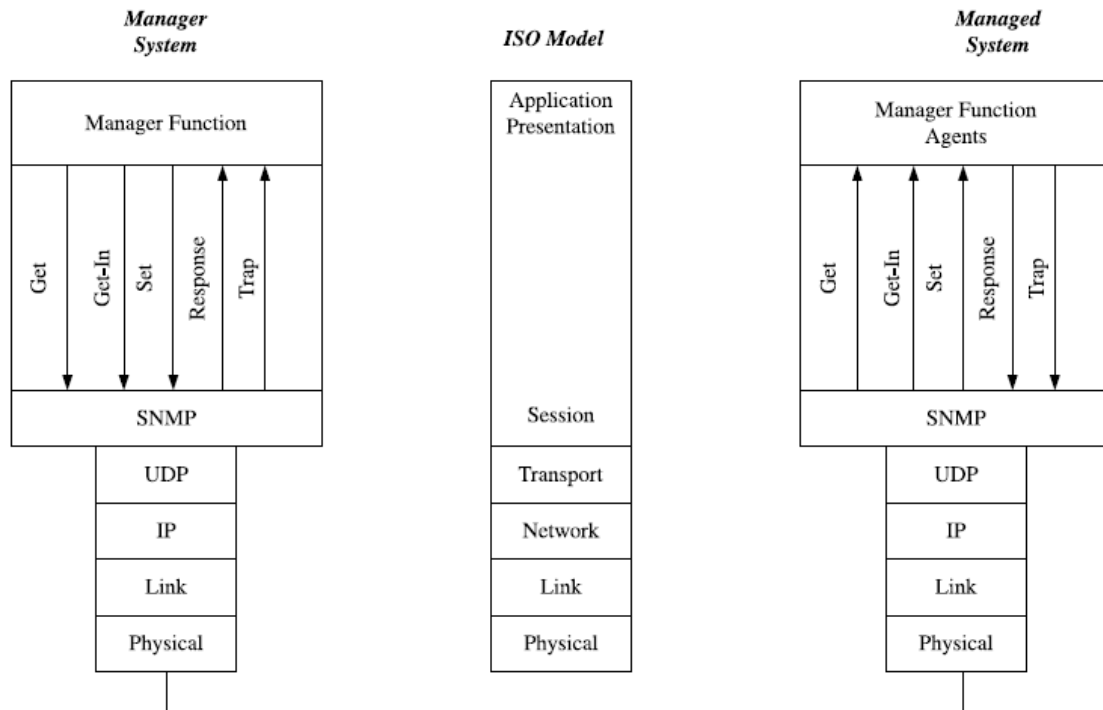 Manager
System
ISO Model
Managed
System
Manager Function
Get
Get-In
Set
Response
Trap
SNMP
UDP
IP
Link
Physical
Application
Presentation
Session
Transport
Network
Link
Physical
Manager Function
Agents
Get
Get-In
Set
Response
Trap
SNMP
UDP
IP
Link
Physical